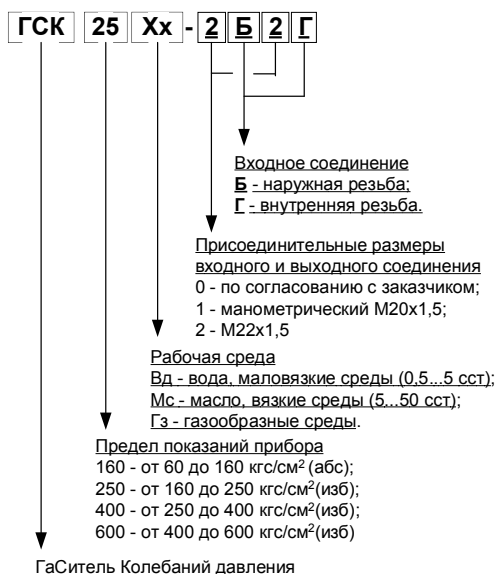 ГСК 25 Хх - 2 Б 2 Г
Входное соединение
Б - наружная резьба;
Г - внутренняя резьба.
Присоединительные размеры
входного и выходного соединения
0 - по согласованию с заказчиком;
1 - манометрический М20х1,5;
2 - М22х1,5
Рабочая среда
Вд - вода, маловязкие среды (0,5...5 сст);
Мс - масло, вязкие среды (5...50 сст);
Гз - газообразные среды.
Предел показаний прибора
160 - от 60 до 160 кгс/см² (абс);
250 - от 160 до 250 кгс/см²(изб);
400 - от 250 до 400 кгс/см²(изб);
600 - от 400 до 600 кгс/см²(изб)
ГаСитель Колебаний давления